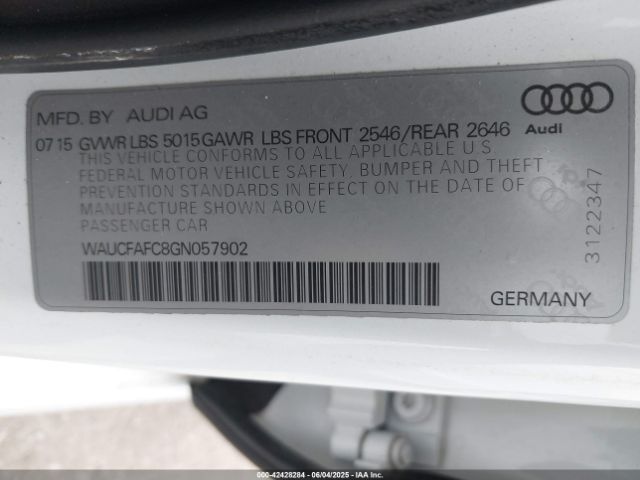 MFD. BY AUDI AG
Audi
07 15 GVWR LBS 5015 GAWR LBS FRONT 2546/REAR 2646
THIS VEHICLE CONFORMS TO ALL APPLICABLE U S
FEDERAL MOTOR VEHICLE SAFETY, BUMPER AND THEFT
PREVENTION STANDARDS IN EFFECT ON THE DATE OF
MANUFACTURE SHOWN ABOVE
PASSENGER CAR
WAUCFAFC8GN057902
3122347
GERMANY
000-42428284 - 06/04/2025 - IAAI.com